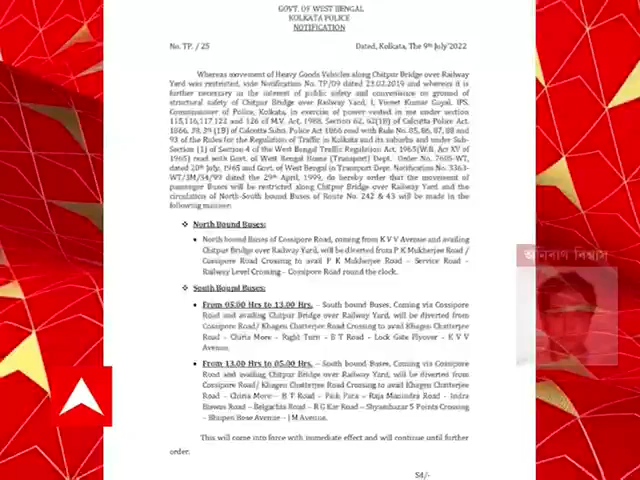 GOVT. OF WEST BENGAL
KOLKATA POLICE
NOTIFICATION
No. TP. / 25 Dated, Kolkata, The 9th July'2022
Whereas movement of Heavy Goods Vehicles along Chitpur Bridge over Railway
Yard was restricted, vide Notification No. TP/09 dated 23.02.2019 and whereas it is
further necessary in the interest of public safety and convenience on ground of
structural safety of Chitpur Bridge over Railway Yard, I, Vineet Kumar Goyal, IPS,
Commissioner of Police, Kolkata, in exercise of power vested in me under section
115,116,117,122 and 126 of M.V. Act, 1988, Section 62, 62(1B) of Calcutta Police Act,
1866, 39, 39 (1B) of Calcutta Subn. Police Act 1866 read with Rule No. 85, 86, 87, 88 and
93 of the Rules for the Regulation of Traffic in Kolkata and its suburbs and under Sub-
Section (1) of Section 4 of the West Bengal Traffic Regulation Act, 1965(W.B. Act XV of
1965) read with Govt. of West Bengal Home (Transport) Dept. Order No. 7605-WT,
dated 20th July, 1965 and Govt. of West Bengal in Transport Dept. Notification No. 3363-
WT/3M/34/99 dated the 29th April, 1999, do hereby order that the movement of
passenger Buses will be restricted along Chitpur Bridge over Railway Yard and the
circulation of North-South bound Buses of Route No. 242 & 43 will be made in the
following manner:
❖ North Bound Buses:
• North bound Buses of Cossipore Road, coming from K V V Avenue and availing
Chitpur Bridge over Railway Yard, will be diverted from P K Mukherjee Road /
Cossipore Road Crossing to avail P K Mukherjee Road – Service Road –
Railway Level Crossing – Cossipore Road round the clock.
❖ South Bound Buses:
• From 05.00 Hrs to 13.00 Hrs. – South bound Buses, Coming via Cossipore
Road and availing Chitpur Bridge over Railway Yard, will be diverted from
Cossipore Road/ Khagen Chatterjee Road Crossing to avail Khagen Chatterjee
Road – Chiria More – Right Turn – B T Road – Lock Gate Flyover – K V V
Avenue.
• From 13.00 Hrs to 05.00 Hrs. – South bound Buses, Coming via Cossipore
Road and availing Chitpur Bridge over Railway Yard, will be diverted from
Cossipore Road/ Khagen Chatterjee Road Crossing to avail Khagen Chatterjee
Road – Chiria More – B T Road – Paik Para – Raja Manindra Road – Indra
Biswas Road – Belgachia Road – R G Kar Road – Shyambazar 5 Points Crossing
– Bhupen Bose Avenue – J M Avenue.
This will come into force with immediate effect and will continue until further
order.
Sd/-
অনির্বাণ বিশ্বাস